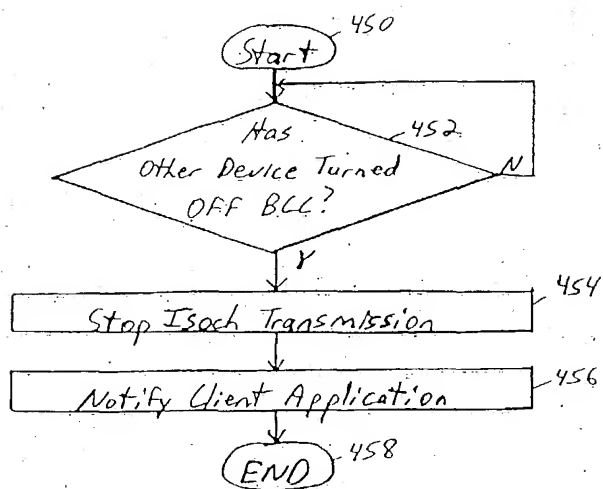 450
Start
452
Has
Other Device Turned
OFF BCC?
N
Y
454
Stop Isoch Transmission
456
Notify Client Application
458
END